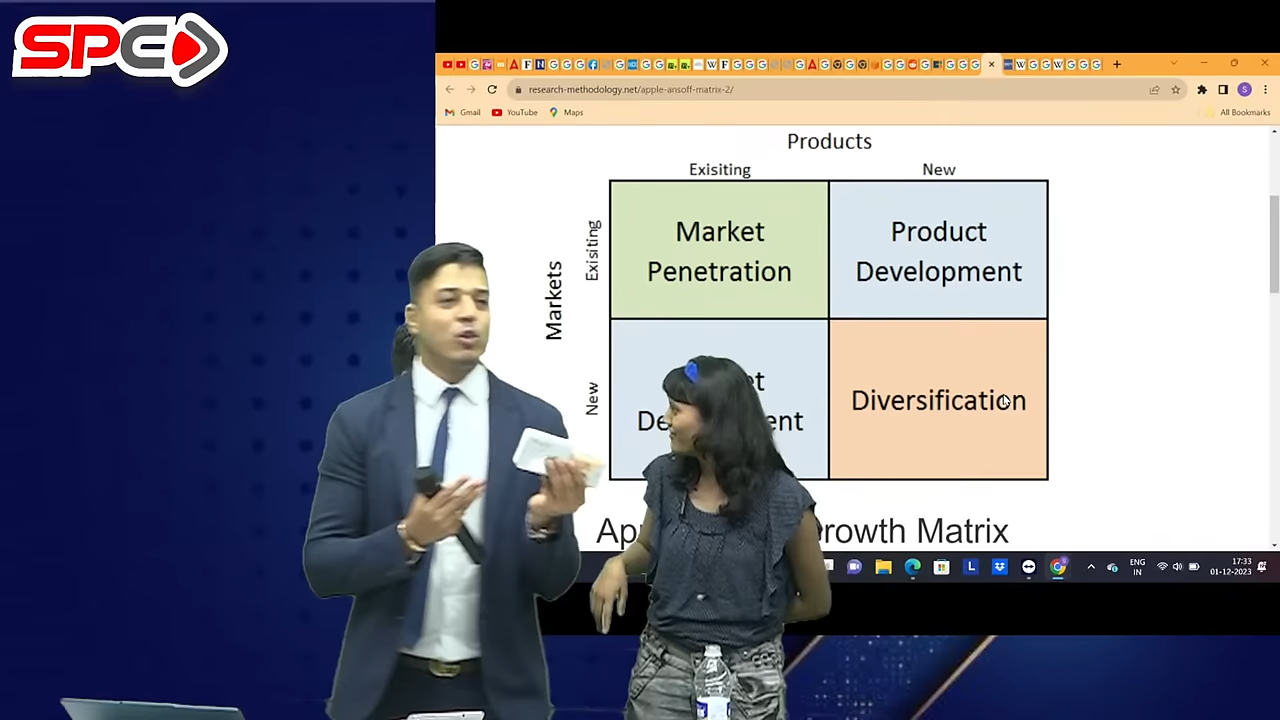 SPE
research-methodology.net/apple-ansoff-matrix-2/
Gmail YouTube Maps All Bookmarks
Products
Exisiting New
Markets
Exisiting
New
Market
Penetration
Product
Development
Diversification
Growth Matrix
ENG
IN
17:33
01-12-2023